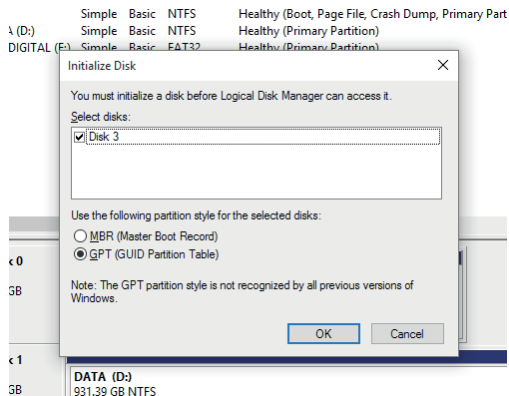 Simple Basic NTFS Healthy (Boot, Page File, Crash Dump, Primary Part
A (D:) Simple Basic NTFS Healthy (Primary Partition)
DIGITAL (E:) Simple Basic FAT32 Healthy (Primary Partition)
Initialize Disk
You must initialize a disk before Logical Disk Manager can access it.
Select disks:
Disk 3
Use the following partition style for the selected disks:
MBR (Master Boot Record)
GPT (GUID Partition Table)
Note: The GPT partition style is not recognized by all previous versions of
Windows.
OK Cancel
k 0
GB
k 1
GB
DATA (D:)
931.39 GB NTFS